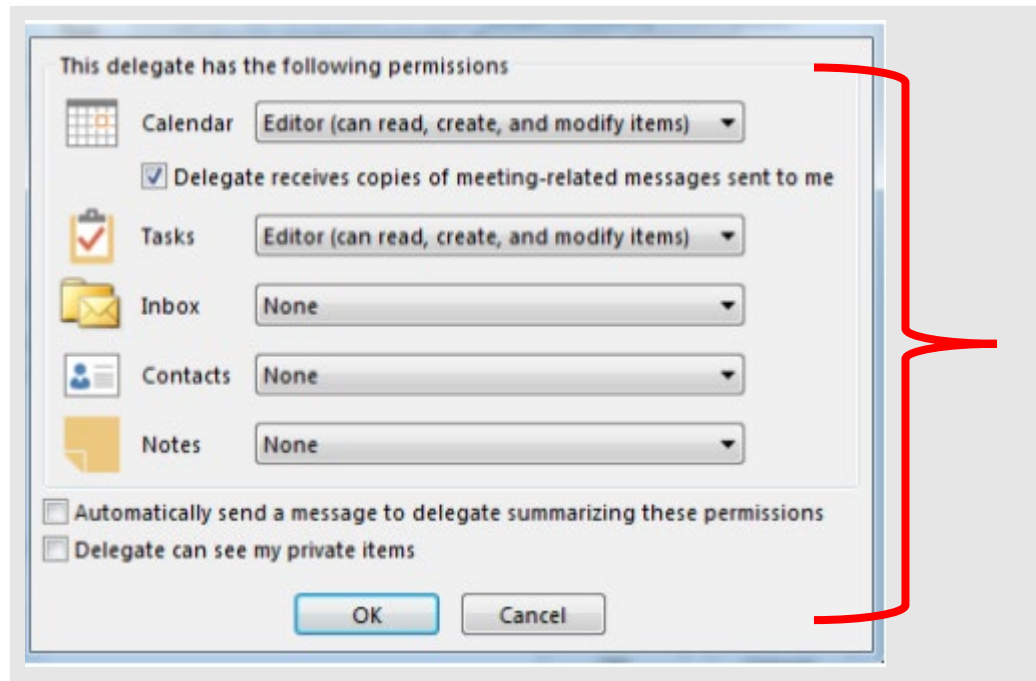 This delegate has the following permissions
Calendar Editor (can read, create, and modify items)
Delegate receives copies of meeting-related messages sent to me
Tasks Editor (can read, create, and modify items)
Inbox None
Contacts None
Notes None
Automatically send a message to delegate summarizing these permissions
Delegate can see my private items
OK Cancel